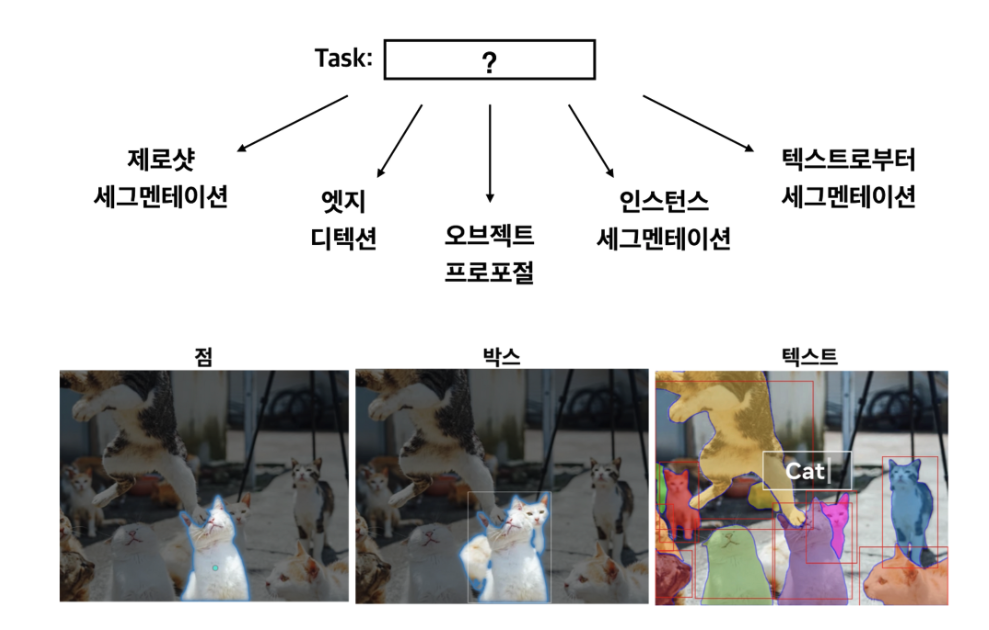 Task: ?
제로샷
세그멘테이션
엣지
디텍션
오브젝트
프로포절
인스턴스
세그멘테이션
텍스트로부터
세그멘테이션
점
박스
텍스트
Cat